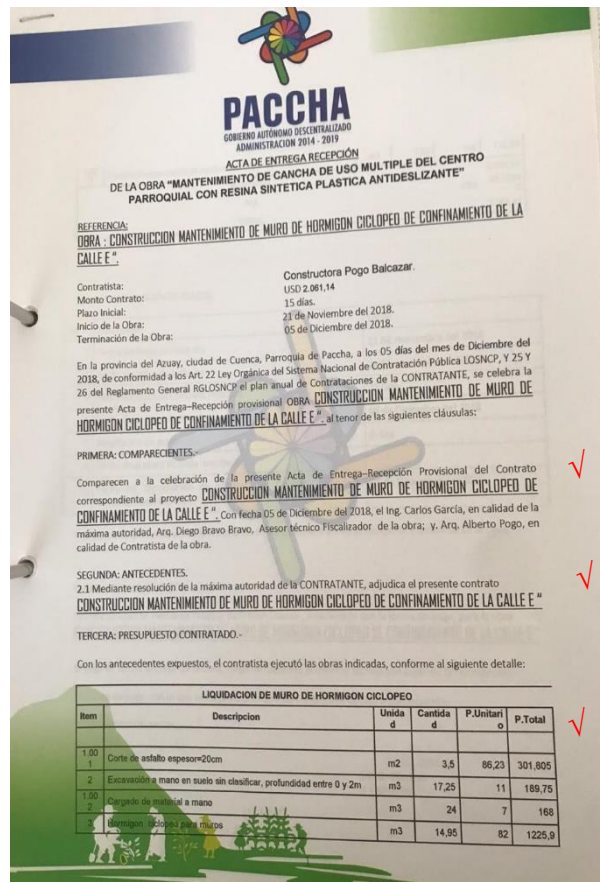 PACCHA
GOBIERNO AUTÓNOMO DESCENTRALIZADO
ADMINISTRACION 2014 - 2019
ACTA DE ENTREGA RECEPCIÓN
DE LA OBRA "MANTENIMIENTO DE CANCHA DE USO MULTIPLE DEL CENTRO
PARROQUIAL CON RESINA SINTETICA PLASTICA ANTIDESLIZANTE"
REFERENCIA:
OBRA : CONSTRUCCION MANTENIMIENTO DE MURO DE HORMIGON CICLOPEO DE CONFINAMIENTO DE LA
CALLE E ".
Contratista: Constructora Pogo Balcazar.
Monto Contrato: USD 2.061,14
Plazo Inicial: 15 días.
Inicio de la Obra: 21 de Noviembre del 2018.
Terminación de la Obra: 05 de Diciembre del 2018.
En la provincia del Azuay, ciudad de Cuenca, Parroquia de Paccha, a los 05 días del mes de Diciembre del
2018, de conformidad a los Art. 22 Ley Orgánica del Sistema Nacional de Contratación Pública LOSNCP, Y 25 Y
26 del Reglamento General RGLOSNCP el plan anual de Contrataciones de la CONTRATANTE, se celebra la
presente Acta de Entrega–Recepción provisional OBRA CONSTRUCCION MANTENIMIENTO DE MURO DE
HORMIGON CICLOPEO DE CONFINAMIENTO DE LA CALLE E ". al tenor de las siguientes cláusulas:
PRIMERA: COMPARECIENTES.-
Comparecen a la celebración de la presente Acta de Entrega–Recepción Provisional del Contrato
correspondiente al proyecto CONSTRUCCION MANTENIMIENTO DE MURO DE HORMIGON CICLOPEO DE
CONFINAMIENTO DE LA CALLE E ". Con fecha 05 de Diciembre del 2018, el Ing. Carlos García, en calidad de la
máxima autoridad, Arq. Diego Bravo Bravo, Asesor técnico Fiscalizador de la obra; y. Arq. Alberto Pogo, en
calidad de Contratista de la obra.
SEGUNDA: ANTECEDENTES.
2.1 Mediante resolución de la máxima autoridad de la CONTRATANTE, adjudica el presente contrato
CONSTRUCCION MANTENIMIENTO DE MURO DE HORMIGON CICLOPEO DE CONFINAMIENTO DE LA CALLE E "
TERCERA: PRESUPUESTO CONTRATADO.-
Con los antecedentes expuestos, el contratista ejecutó las obras indicadas, conforme al siguiente detalle:
LIQUIDACION DE MURO DE HORMIGON CICLOPEO
Item Descripcion Unidad Cantidad P.Unitario P.Total
1.001 Corte de asfalto espesor=20cm m2 3,5 86,23 301,805
2 Excavación a mano en suelo sin clasificar, profundidad entre 0 y 2m m3 17,25 11 189,75
1.002 Cargado de material a mano m3 24 7 168
3 Hormigon ciclopeo para muros m3 14,95 82 1225,9